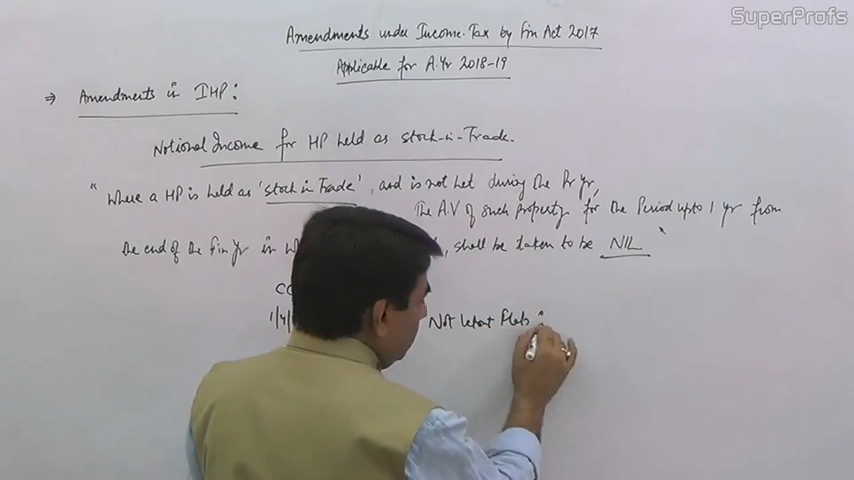 SuperProfs
Amendments under Income-Tax by Fin Act 2017
Applicable for A.Yr 2018-19
⇒ Amendments in IHP:
Notional Income for HP held as Stock-in-Trade.
"Where a HP is held as 'Stock in Trade', and is not let during the Pr Yr,
The A.V of such property for the Period upto 1 yr from
the end of the Fin Yr in , shall be taken to be NIL"
Not Flats :